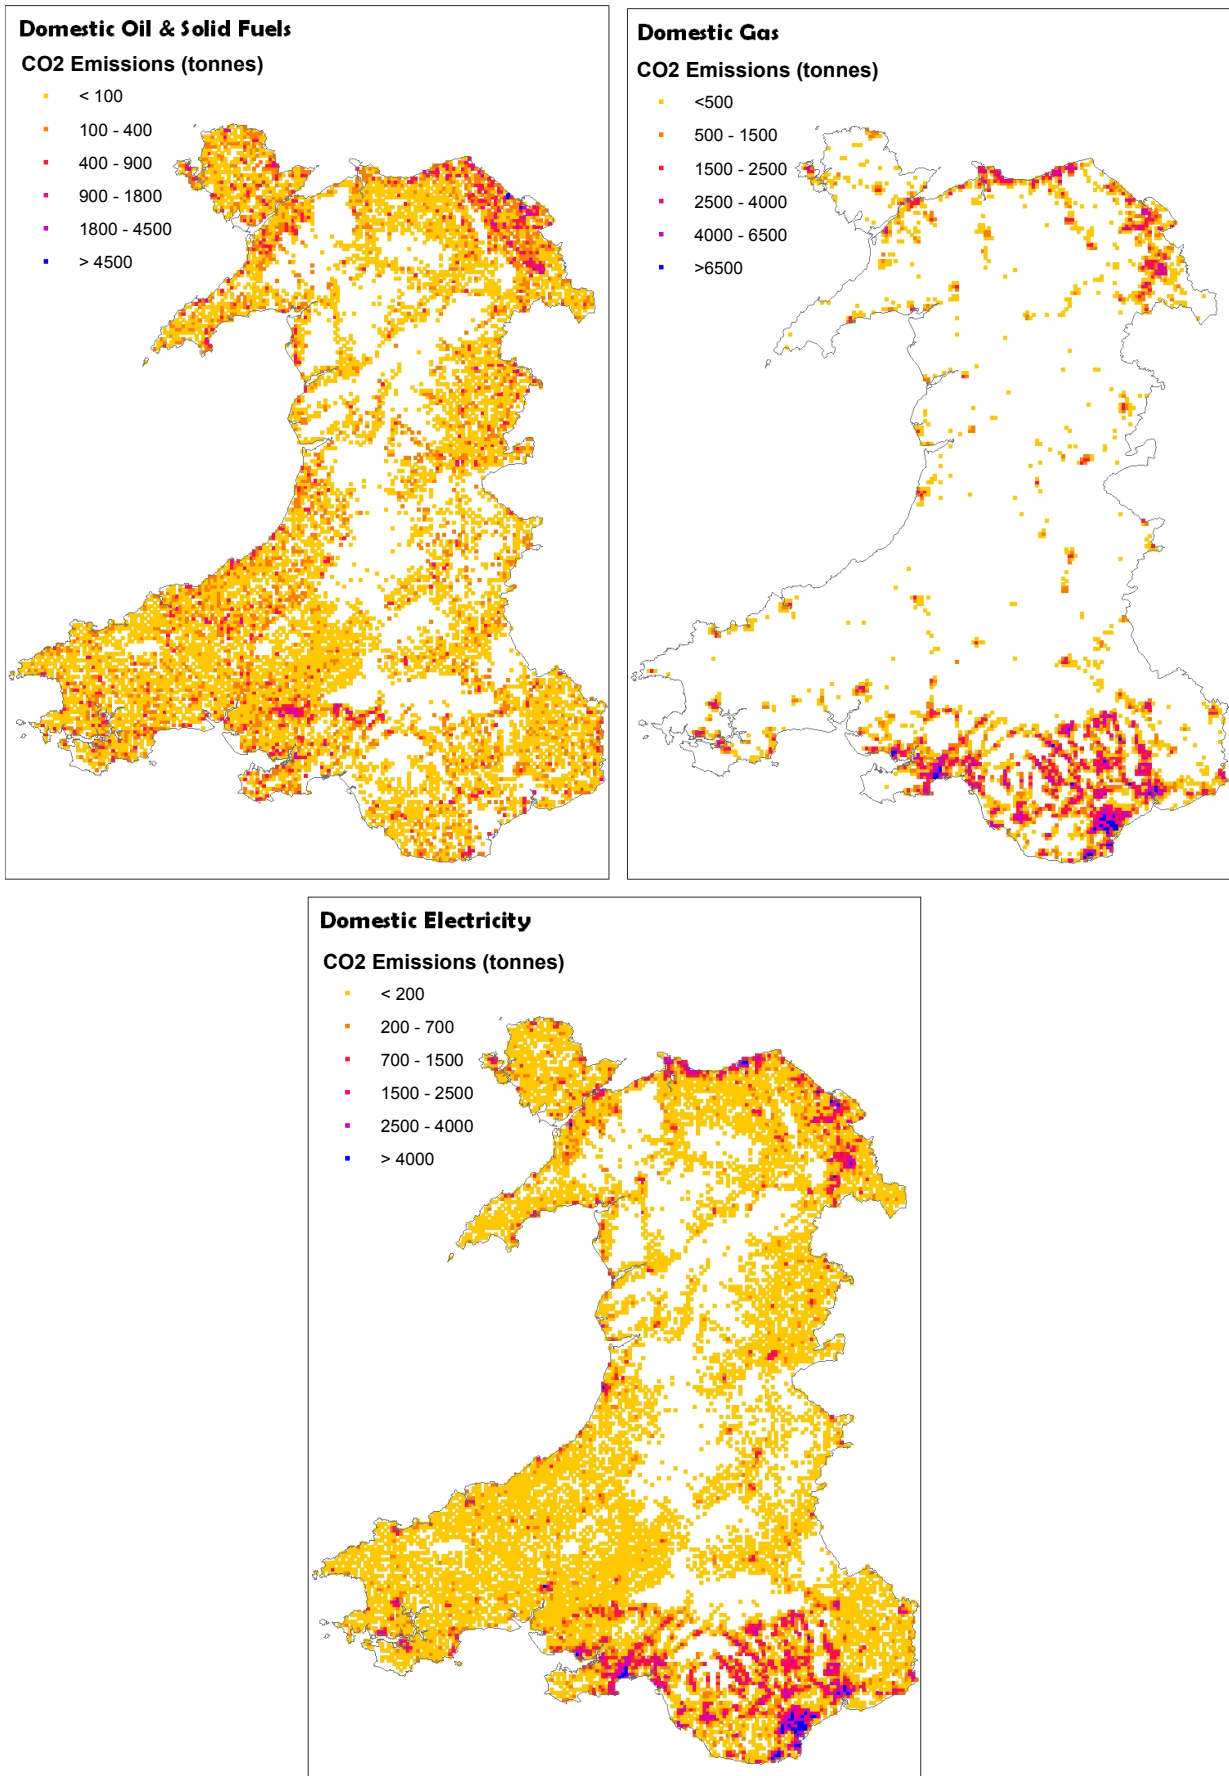 Domestic Oil & Solid Fuels
CO2 Emissions (tonnes)
< 100
100 - 400
400 - 900
900 - 1800
1800 - 4500
> 4500
Domestic Gas
CO2 Emissions (tonnes)
<500
500 - 1500
1500 - 2500
2500 - 4000
4000 - 6500
>6500
Domestic Electricity
CO2 Emissions (tonnes)
< 200
200 - 700
700 - 1500
1500 - 2500
2500 - 4000
> 4000